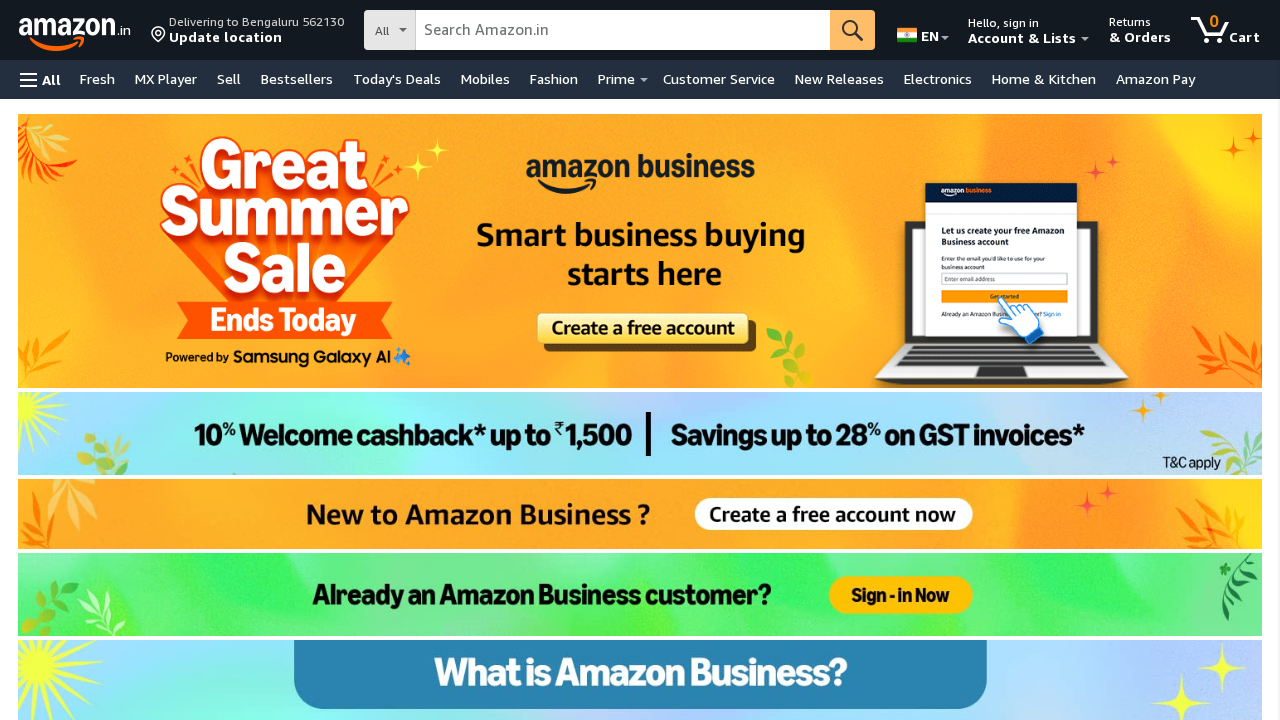 amazon.in
Delivering to Bengaluru 562130
Update location
All
Search Amazon.in
EN
Hello, sign in
Account & Lists
Returns
& Orders
0
Cart
All
Fresh
MX Player
Sell
Bestsellers
Today's Deals
Mobiles
Fashion
Prime
Customer Service
New Releases
Electronics
Home & Kitchen
Amazon Pay
Great
Summer
Sale
Ends Today
Powered by Samsung Galaxy AI
amazon business
Smart business buying
starts here
Create a free account
amazon business
Let us create your free Amazon
Business account
Enter the email you'd like to use for your
business account
Enter email address
Get started
Already an Amazon Sign in
10% Welcome cashback* up to ₹1,500
Savings up to 28% on GST invoices*
T&C apply
New to Amazon Business ?
Create a free account now
Already an Amazon Business customer?
Sign - in Now
What is Amazon Business?